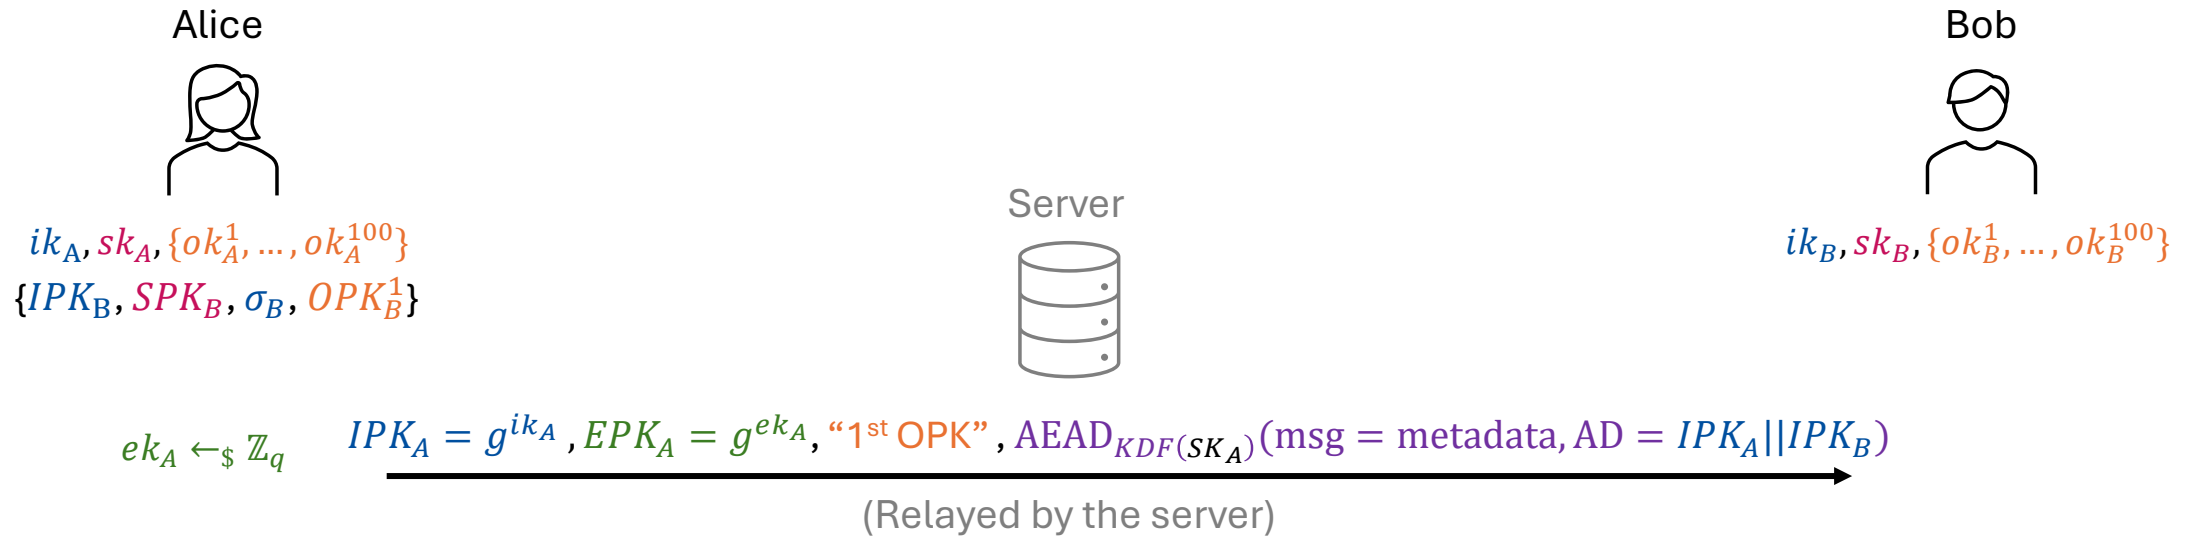 Alice
Bob
Server
ik_A, sk_A, {ok_A^1, … , ok_A^100}
ik_B, sk_B, {ok_B^1, … , ok_B^100}
{IPK_B, SPK_B, σ_B, OPK_B^1}
ek_A ←_$ ℤ_q
IPK_A = g^{ik_A} , EPK_A = g^{ek_A}, “1st OPK” , AEAD_{KDF(SK_A)}(msg = metadata, AD = IPK_A||IPK_B)
(Relayed by the server)